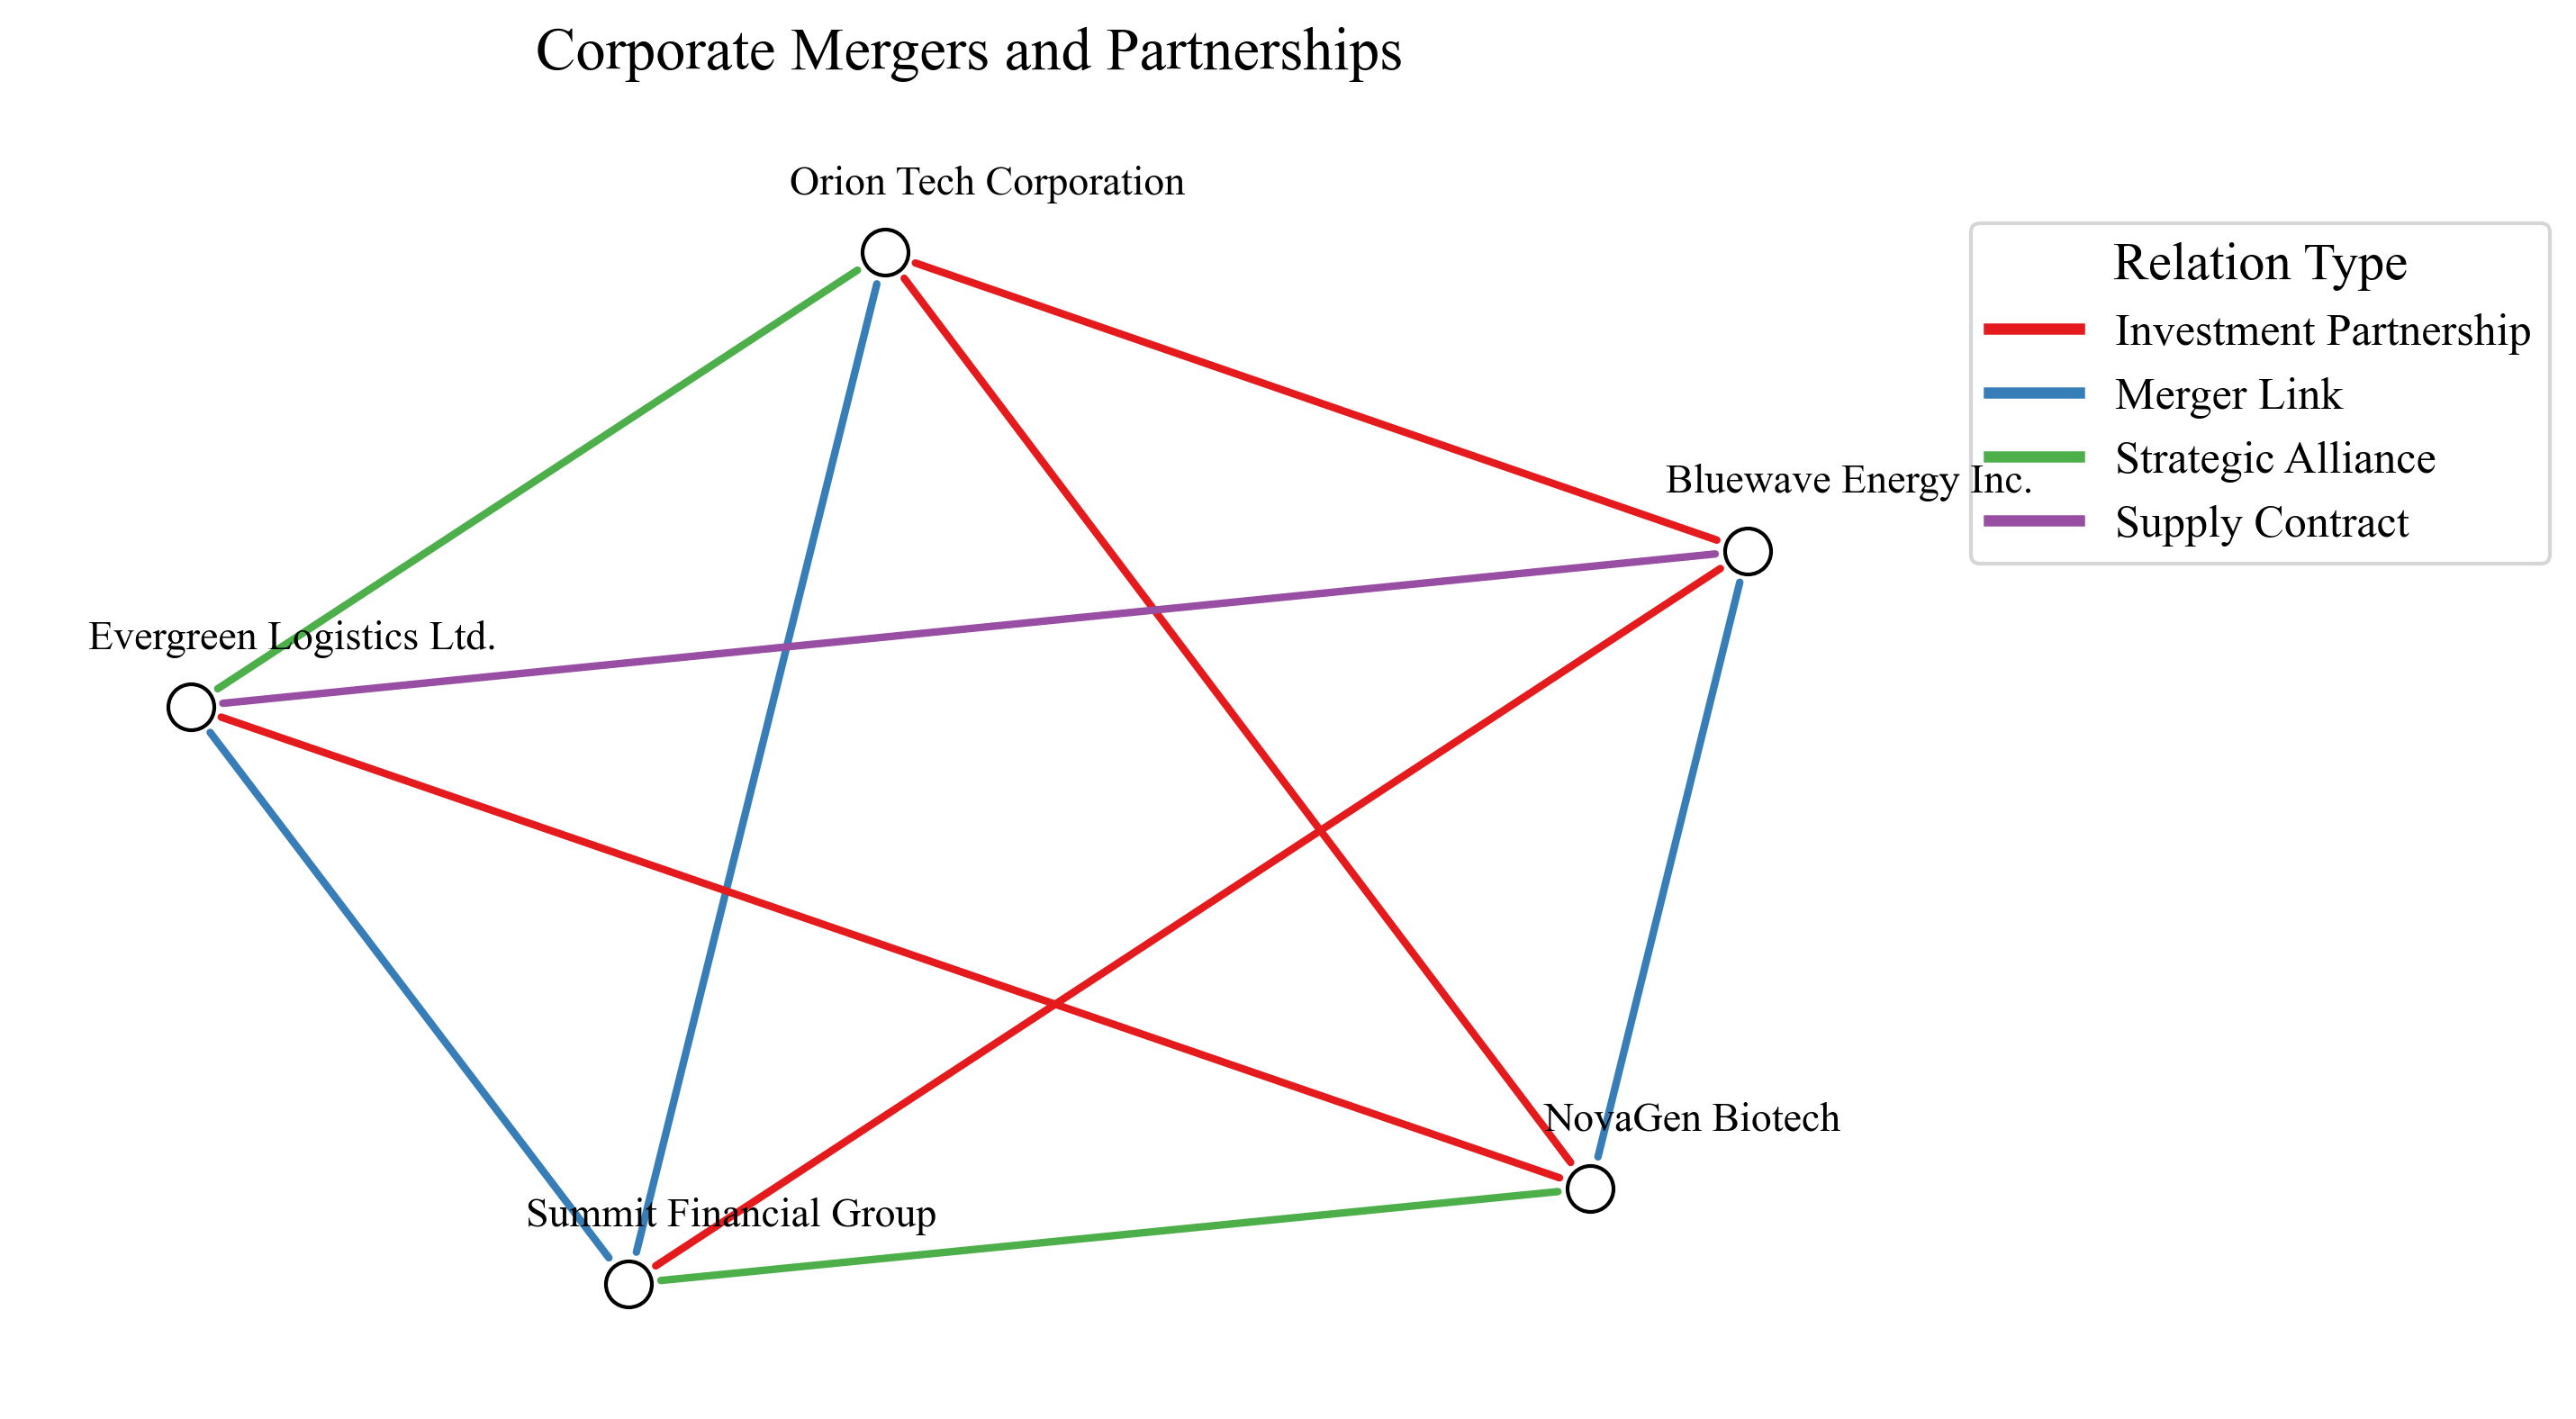 Corporate Mergers and Partnerships
Orion Tech Corporation
Relation Type
Investment Partnership
Merger Link
Strategic Alliance
Supply Contract
Bluewave Energy Inc.
Evergreen Logistics Ltd.
NovaGen Biotech
Summit Financial Group